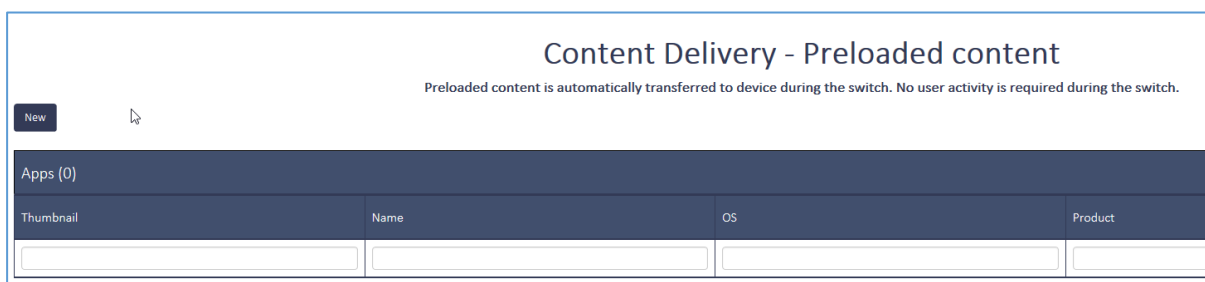 Content Delivery - Preloaded content
Preloaded content is automatically transferred to device during the switch. No user activity is required during the switch.
New
Apps (0)
Thumbnail Name OS Product